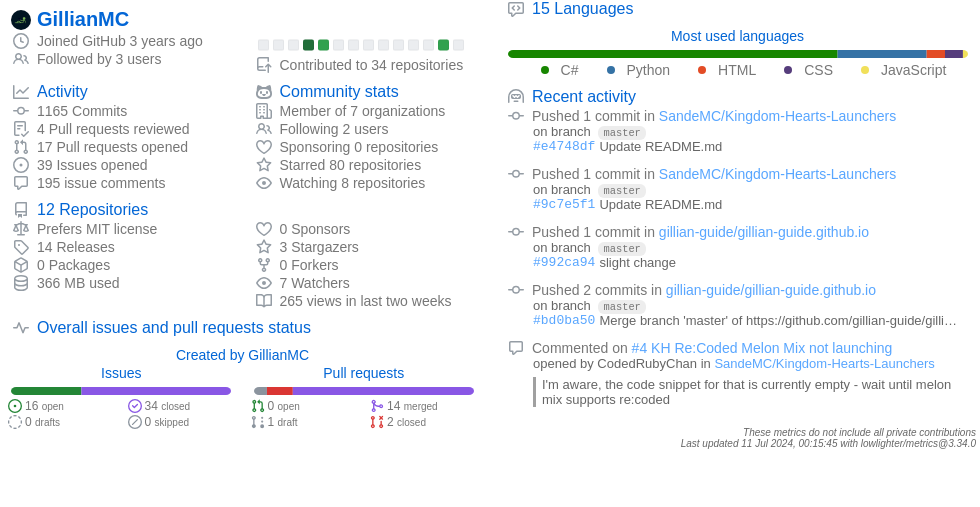 GillianMC
Joined GitHub 3 years ago
Followed by 3 users
Contributed to 34 repositories
Activity
1165 Commits
4 Pull requests reviewed
17 Pull requests opened
39 Issues opened
195 issue comments
Community stats
Member of 7 organizations
Following 2 users
Sponsoring 0 repositories
Starred 80 repositories
Watching 8 repositories
12 Repositories
Prefers MIT license
14 Releases
0 Packages
366 MB used
0 Sponsors
3 Stargazers
0 Forkers
7 Watchers
265 views in last two weeks
Overall issues and pull requests status
Created by GillianMC
Issues
16 open
34 closed
0 drafts
0 skipped
Pull requests
0 open
14 merged
1 draft
2 closed
15 Languages
Most used languages
C# Python HTML CSS JavaScript
Recent activity
Pushed 1 commit in SandeMC/Kingdom-Hearts-Launchers
on branch master
#e4748df Update README.md
Pushed 1 commit in SandeMC/Kingdom-Hearts-Launchers
on branch master
#9c7e5f1 Update README.md
Pushed 1 commit in gillian-guide/gillian-guide.github.io
on branch master
#992ca94 slight change
Pushed 2 commits in gillian-guide/gillian-guide.github.io
on branch master
#bd0ba50 Merge branch 'master' of https://github.com/gillian-guide/gilli…
Commented on #4 KH Re:Coded Melon Mix not launching
opened by CodedRubyChan in SandeMC/Kingdom-Hearts-Launchers
I'm aware, the code snippet for that is currently empty - wait until melon
mix supports re:coded
These metrics do not include all private contributions
Last updated 11 Jul 2024, 00:15:45 with lowlighter/metrics@3.34.0